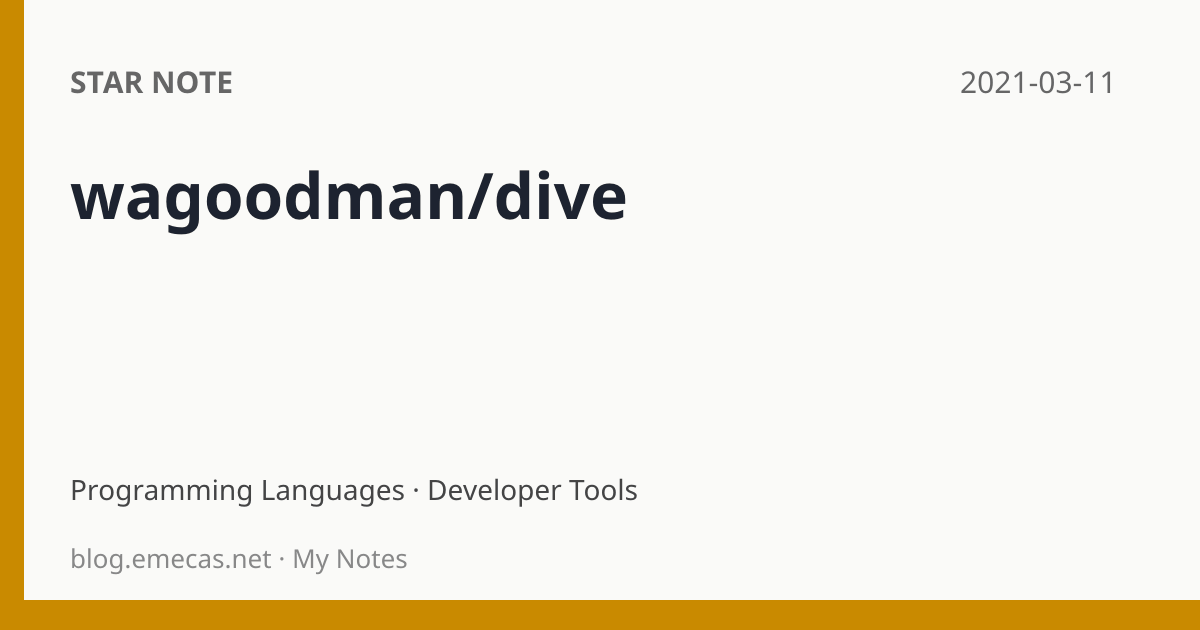 STAR NOTE
2021-03-11
wagoodman/dive
Programming Languages · Developer Tools
blog.emecas.net · My Notes